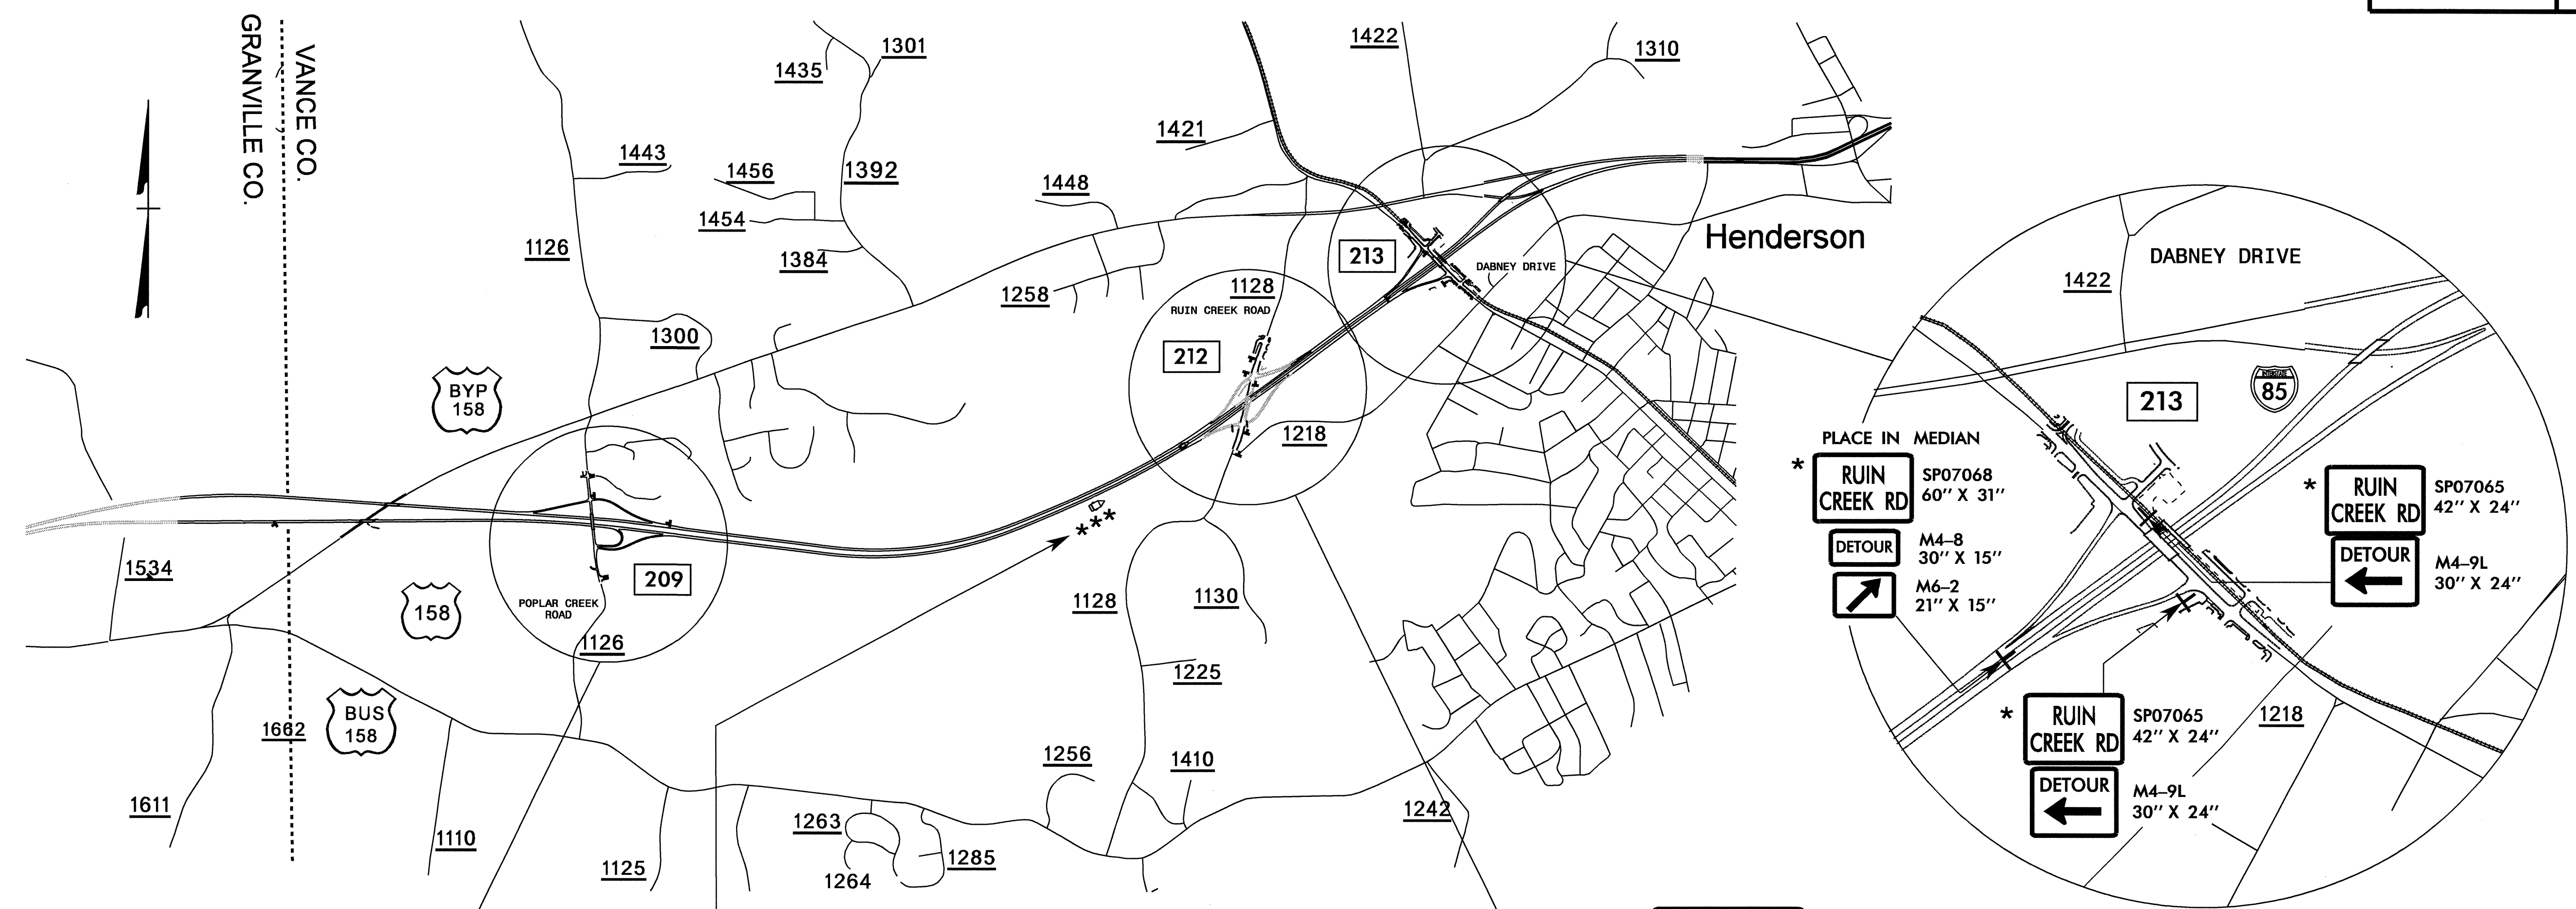 GRANVILLE CO.
VANCE CO.
1435
1301
1422
1310
1443
1456
1392
1421
1448
1454
1126
1384
1258
1300
Henderson
213
DABNEY DRIVE
1128
RUIN CREEK ROAD
212
1218
BYP
158
***
1534
158
209
POPLAR CREEK
ROAD
1126
1128
1130
1225
BUS
158
1662
1611
1110
1125
1256
1410
1263
1264
1285
1242
DABNEY DRIVE
1422
213
INTERSTATE
85
PLACE IN MEDIAN
* RUIN
CREEK RD
SP07068
60" X 31"
DETOUR
M4-8
30" X 15"
M6-2
21" X 15"
* RUIN
CREEK RD
SP07065
42" X 24"
DETOUR
M4-9L
30" X 24"
* RUIN
CREEK RD
SP07065
42" X 24"
DETOUR
M4-9L
30" X 24"
1218